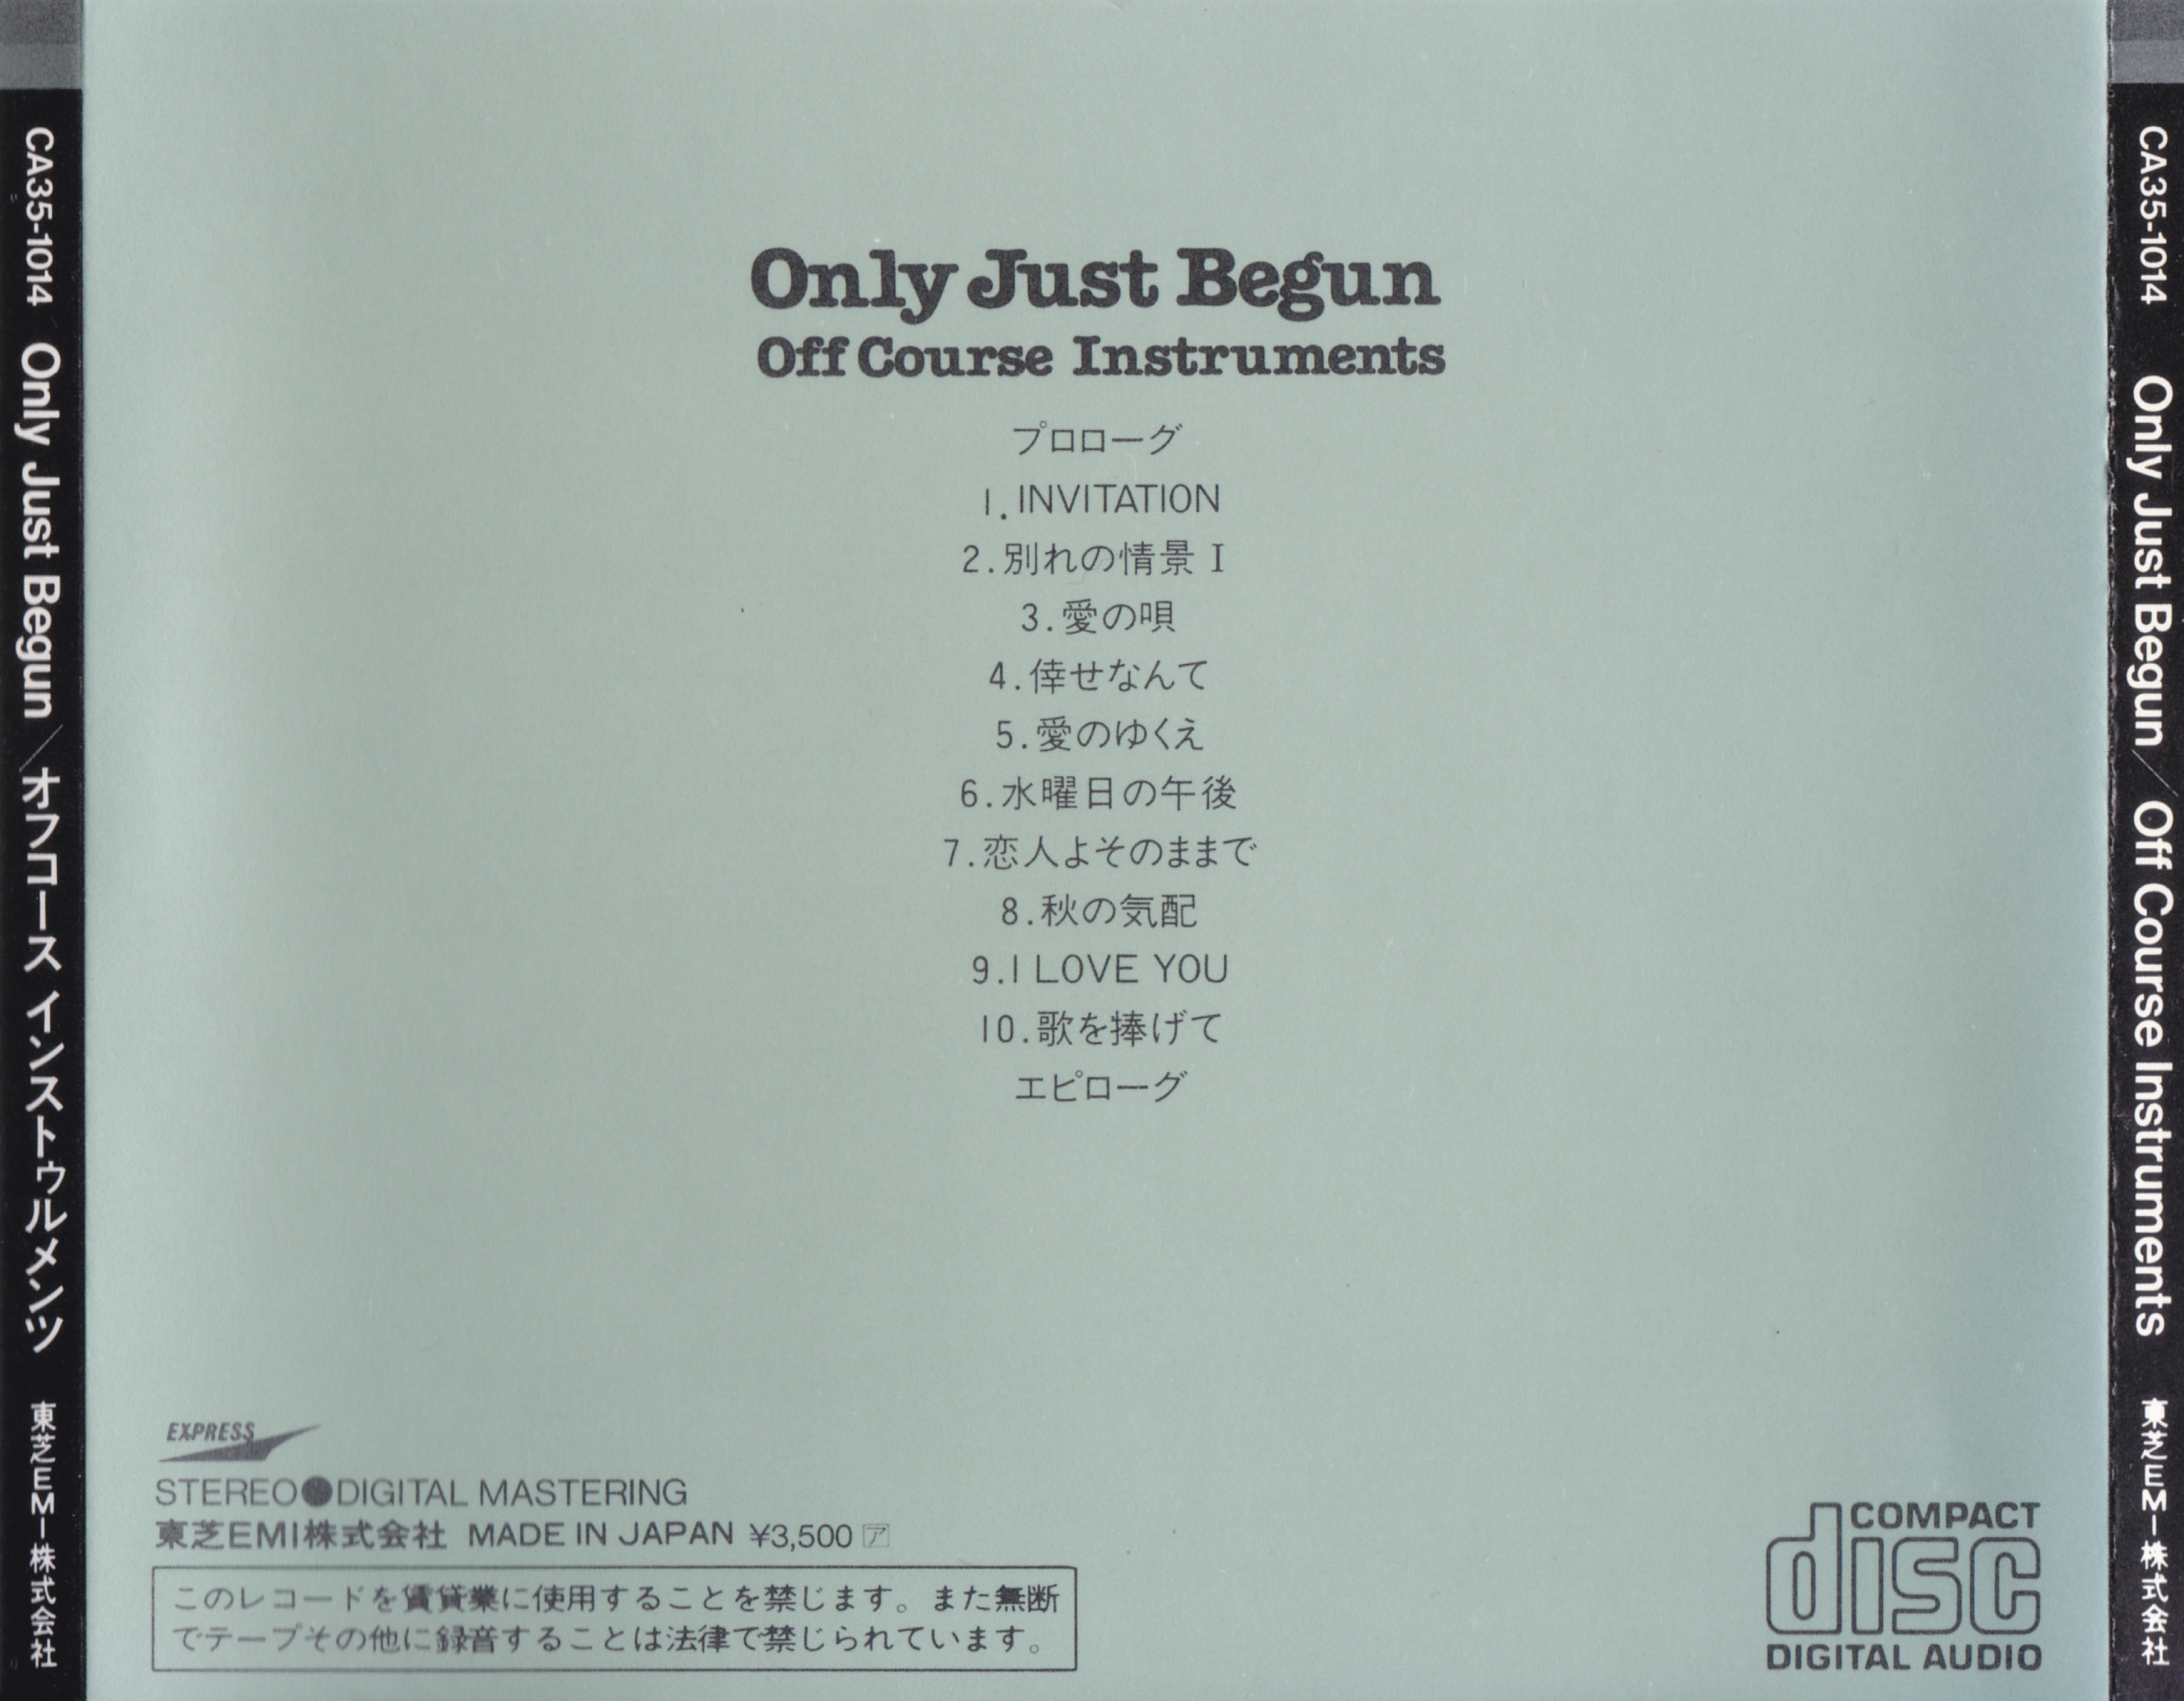 CA35-1014 Only Just Begun／オフコース インストゥルメンツ 東芝EMI株式会社
Only Just Begun
Off Course Instruments
プロローグ
1. INVITATION
2. 別れの情景 I
3. 愛の唄
4. 倖せなんて
5. 愛のゆくえ
6. 水曜日の午後
7. 恋人よそのままで
8. 秋の気配
9. I LOVE YOU
10. 歌を捧げて
エピローグ
EXPRESS
STEREO●DIGITAL MASTERING
東芝EMI株式会社 MADE IN JAPAN ¥3,500 ア
このレコードを賃貸業に使用することを禁じます。また無断
でテープその他に録音することは法律で禁じられています。
COMPACT
disc
DIGITAL AUDIO
CA35-1014 Only Just Begun／Off Course Instruments 東芝EMI株式会社